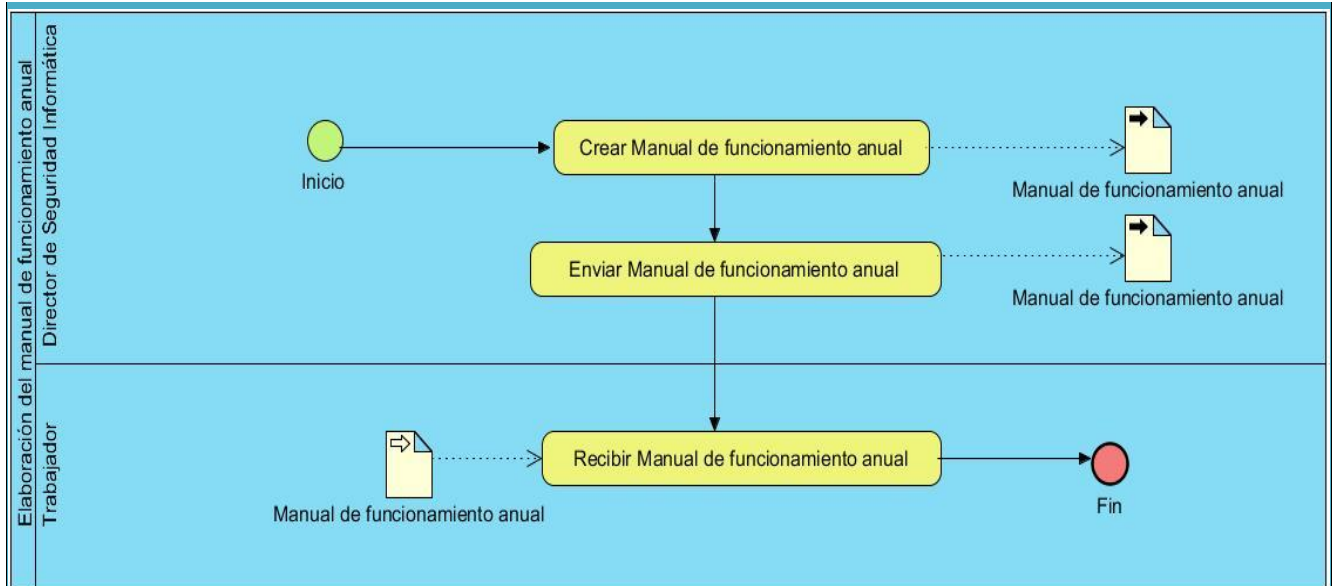 Elaboración del manual de funcionamiento anual
Director de Seguridad Informática
Inicio
Crear Manual de funcionamiento anual
Manual de funcionamiento anual
Enviar Manual de funcionamiento anual
Manual de funcionamiento anual
Trabajador
Manual de funcionamiento anual
Recibir Manual de funcionamiento anual
Fin